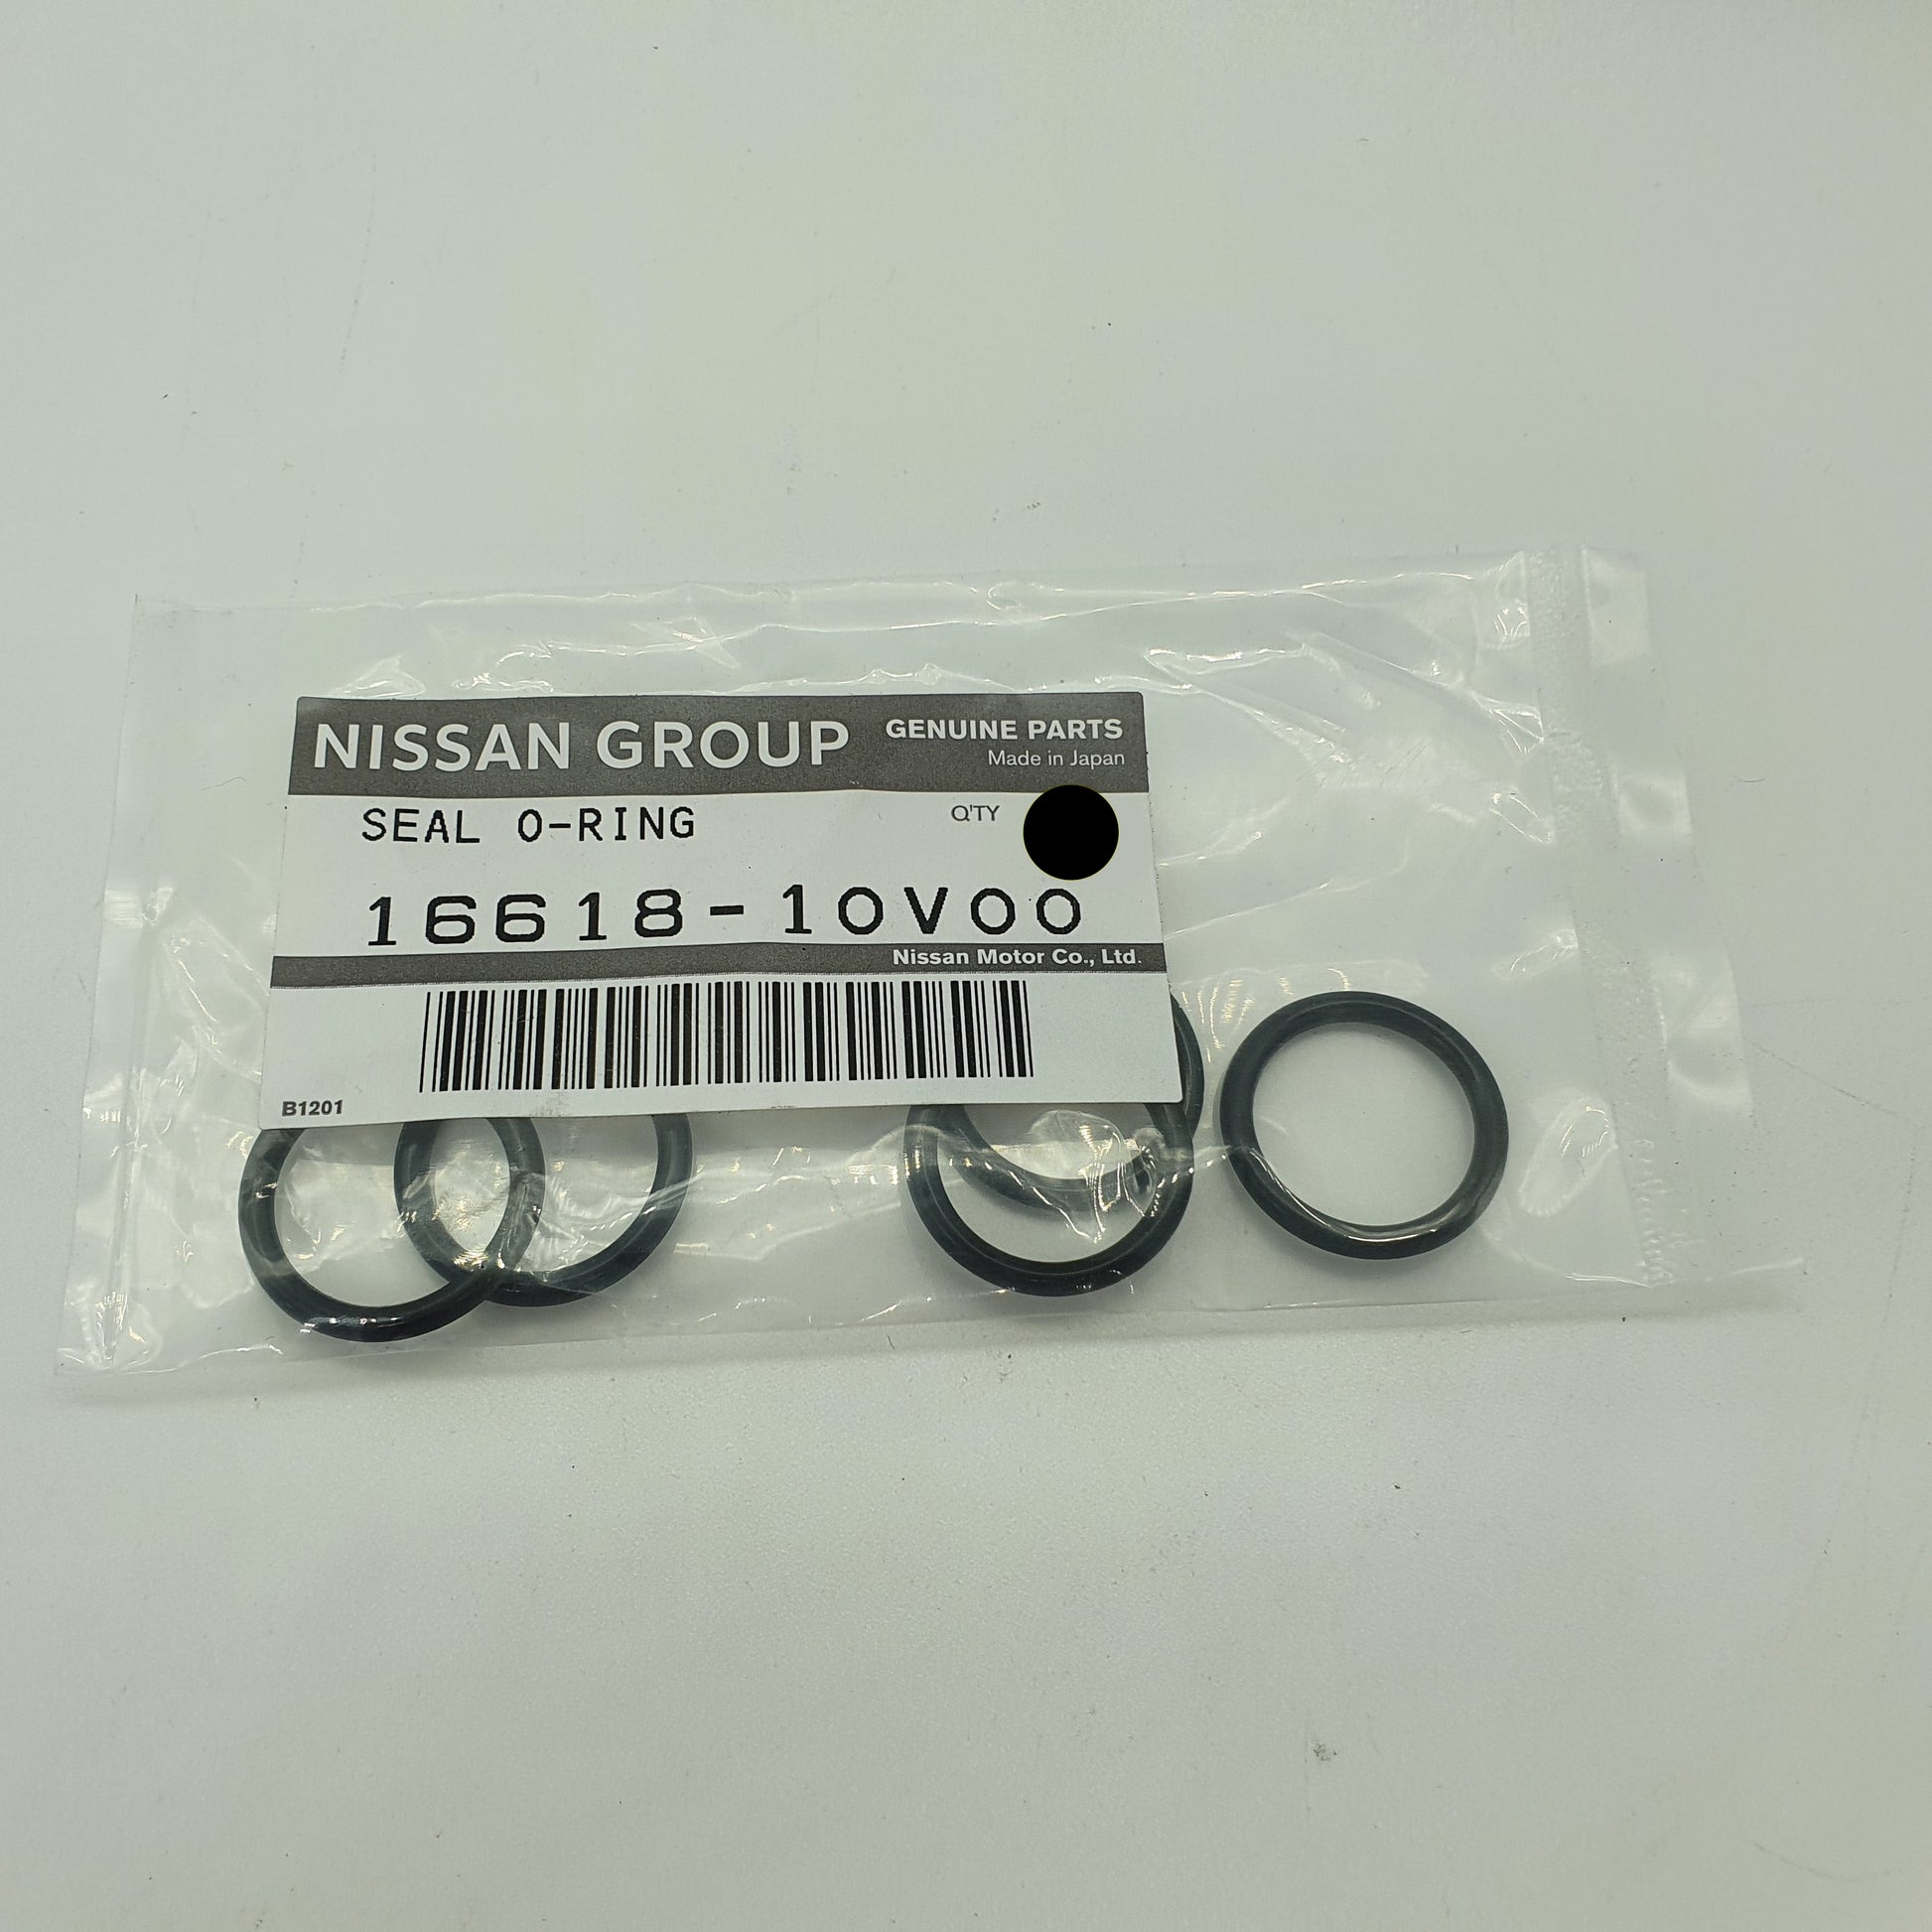 NISSAN GROUP GENUINE PARTS
Made in Japan
SEAL O-RING Q'TY
16618-10V00
Nissan Motor Co., Ltd.
B1201